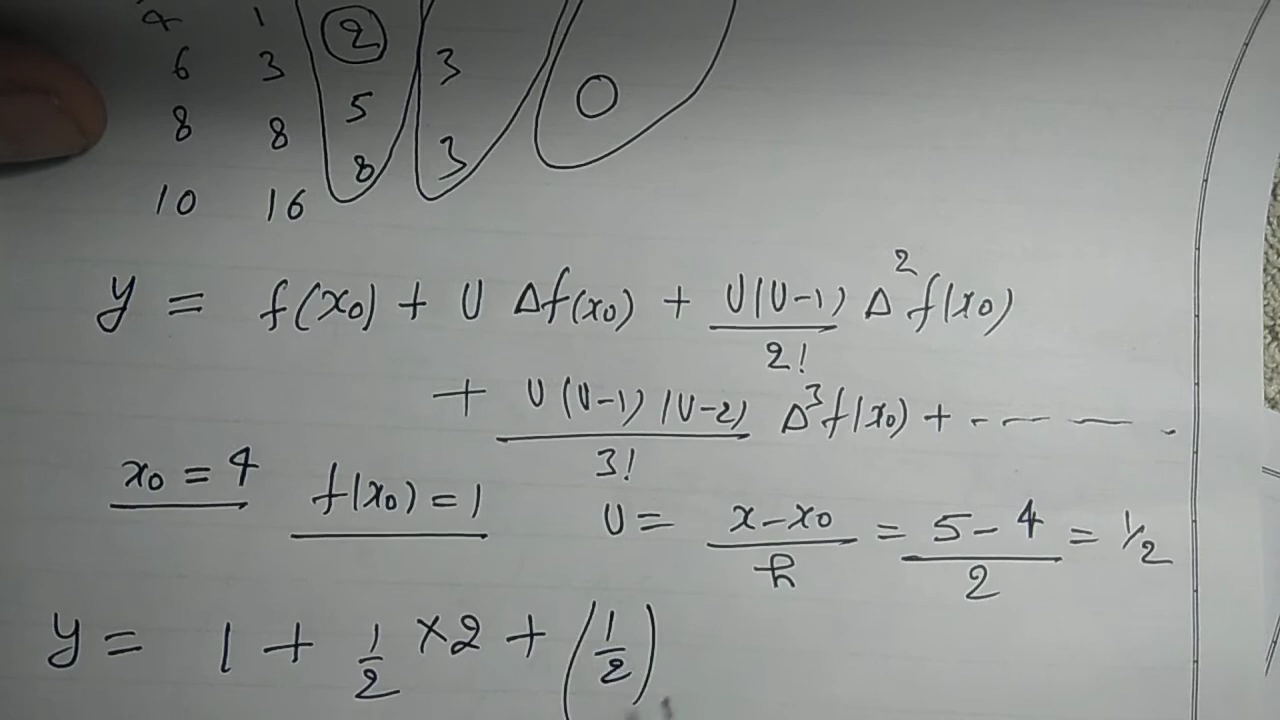 4 1 2
6 3 3
5 0
8 8
8 3
10 16
y = f(x₀) + U Δf(x₀) + U(U-1)/2! Δ²f(x₀)
+ U(U-1)(U-2)/3! Δ³f(x₀) + - - - - .
x₀ = 4 f(x₀) = 1 U = x-x₀/h = 5-4/2 = 1/2
y = 1 + 1/2 × 2 + (1/2)